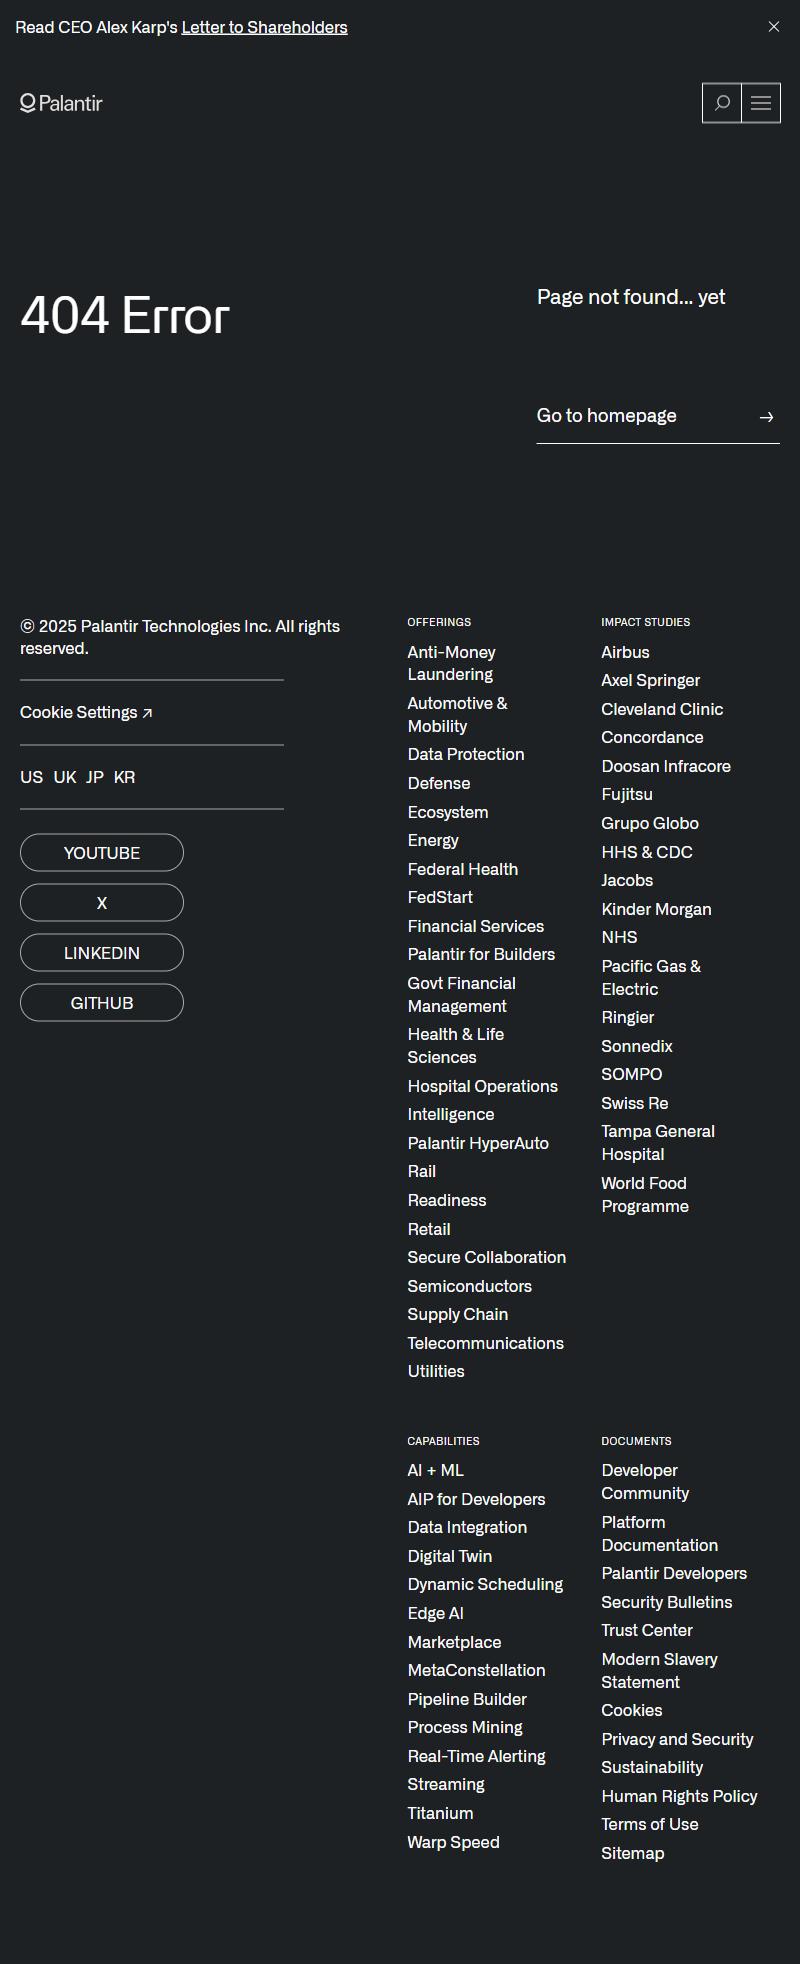 Read CEO Alex Karp's Letter to Shareholders
Palantir
404 Error
Page not found... yet
Go to homepage
© 2025 Palantir Technologies Inc. All rights
reserved.
Cookie Settings
US UK JP KR
YOUTUBE
X
LINKEDIN
GITHUB
OFFERINGS
Anti-Money
Laundering
Automotive &
Mobility
Data Protection
Defense
Ecosystem
Energy
Federal Health
FedStart
Financial Services
Palantir for Builders
Govt Financial
Management
Health & Life
Sciences
Hospital Operations
Intelligence
Palantir HyperAuto
Rail
Readiness
Retail
Secure Collaboration
Semiconductors
Supply Chain
Telecommunications
Utilities
IMPACT STUDIES
Airbus
Axel Springer
Cleveland Clinic
Concordance
Doosan Infracore
Fujitsu
Grupo Globo
HHS & CDC
Jacobs
Kinder Morgan
NHS
Pacific Gas &
Electric
Ringier
Sonnedix
SOMPO
Swiss Re
Tampa General
Hospital
World Food
Programme
CAPABILITIES
AI + ML
AIP for Developers
Data Integration
Digital Twin
Dynamic Scheduling
Edge AI
Marketplace
MetaConstellation
Pipeline Builder
Process Mining
Real-Time Alerting
Streaming
Titanium
Warp Speed
DOCUMENTS
Developer
Community
Platform
Documentation
Palantir Developers
Security Bulletins
Trust Center
Modern Slavery
Statement
Cookies
Privacy and Security
Sustainability
Human Rights Policy
Terms of Use
Sitemap